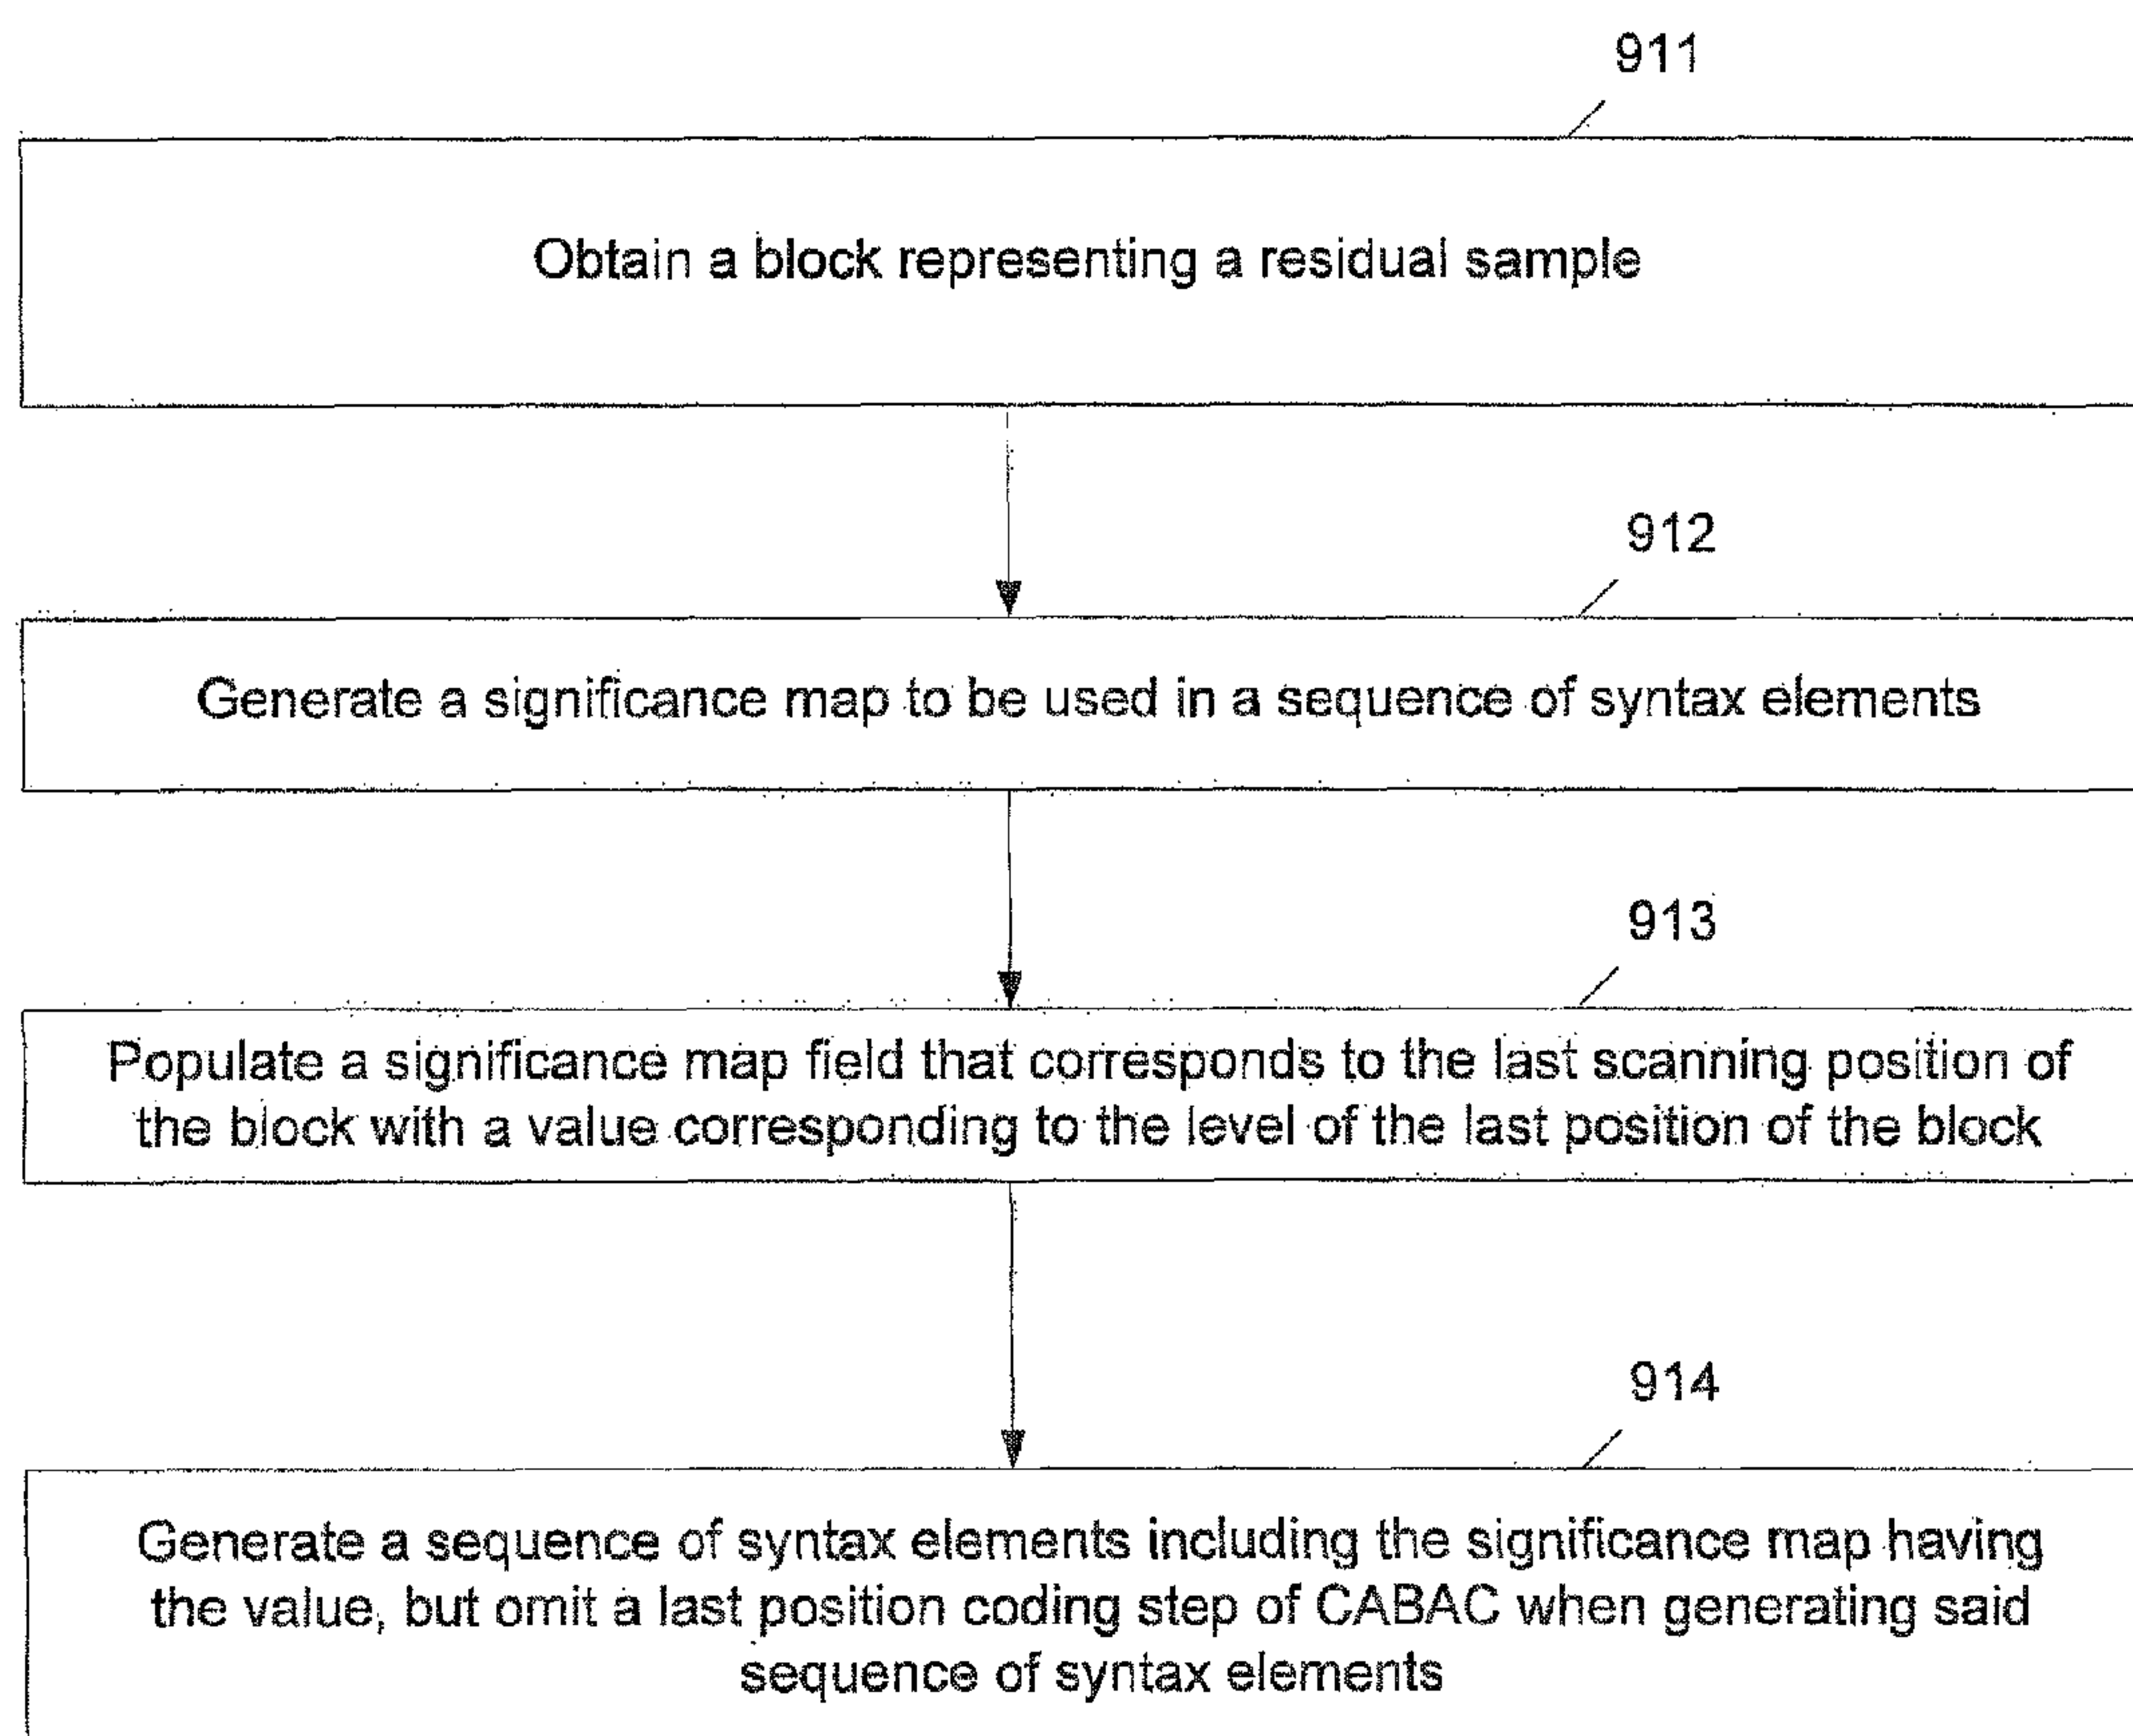 911
Obtain a block representing a residual sample
912
Generate a significance map to be used in a sequence of syntax elements
913
Populate a significance map field that corresponds to the last scanning position of
the block with a value corresponding to the level of the last position of the block
914
Generate a sequence of syntax elements including the significance map having
the value, but omit a last position coding step of CABAC when generating said
sequence of syntax elements